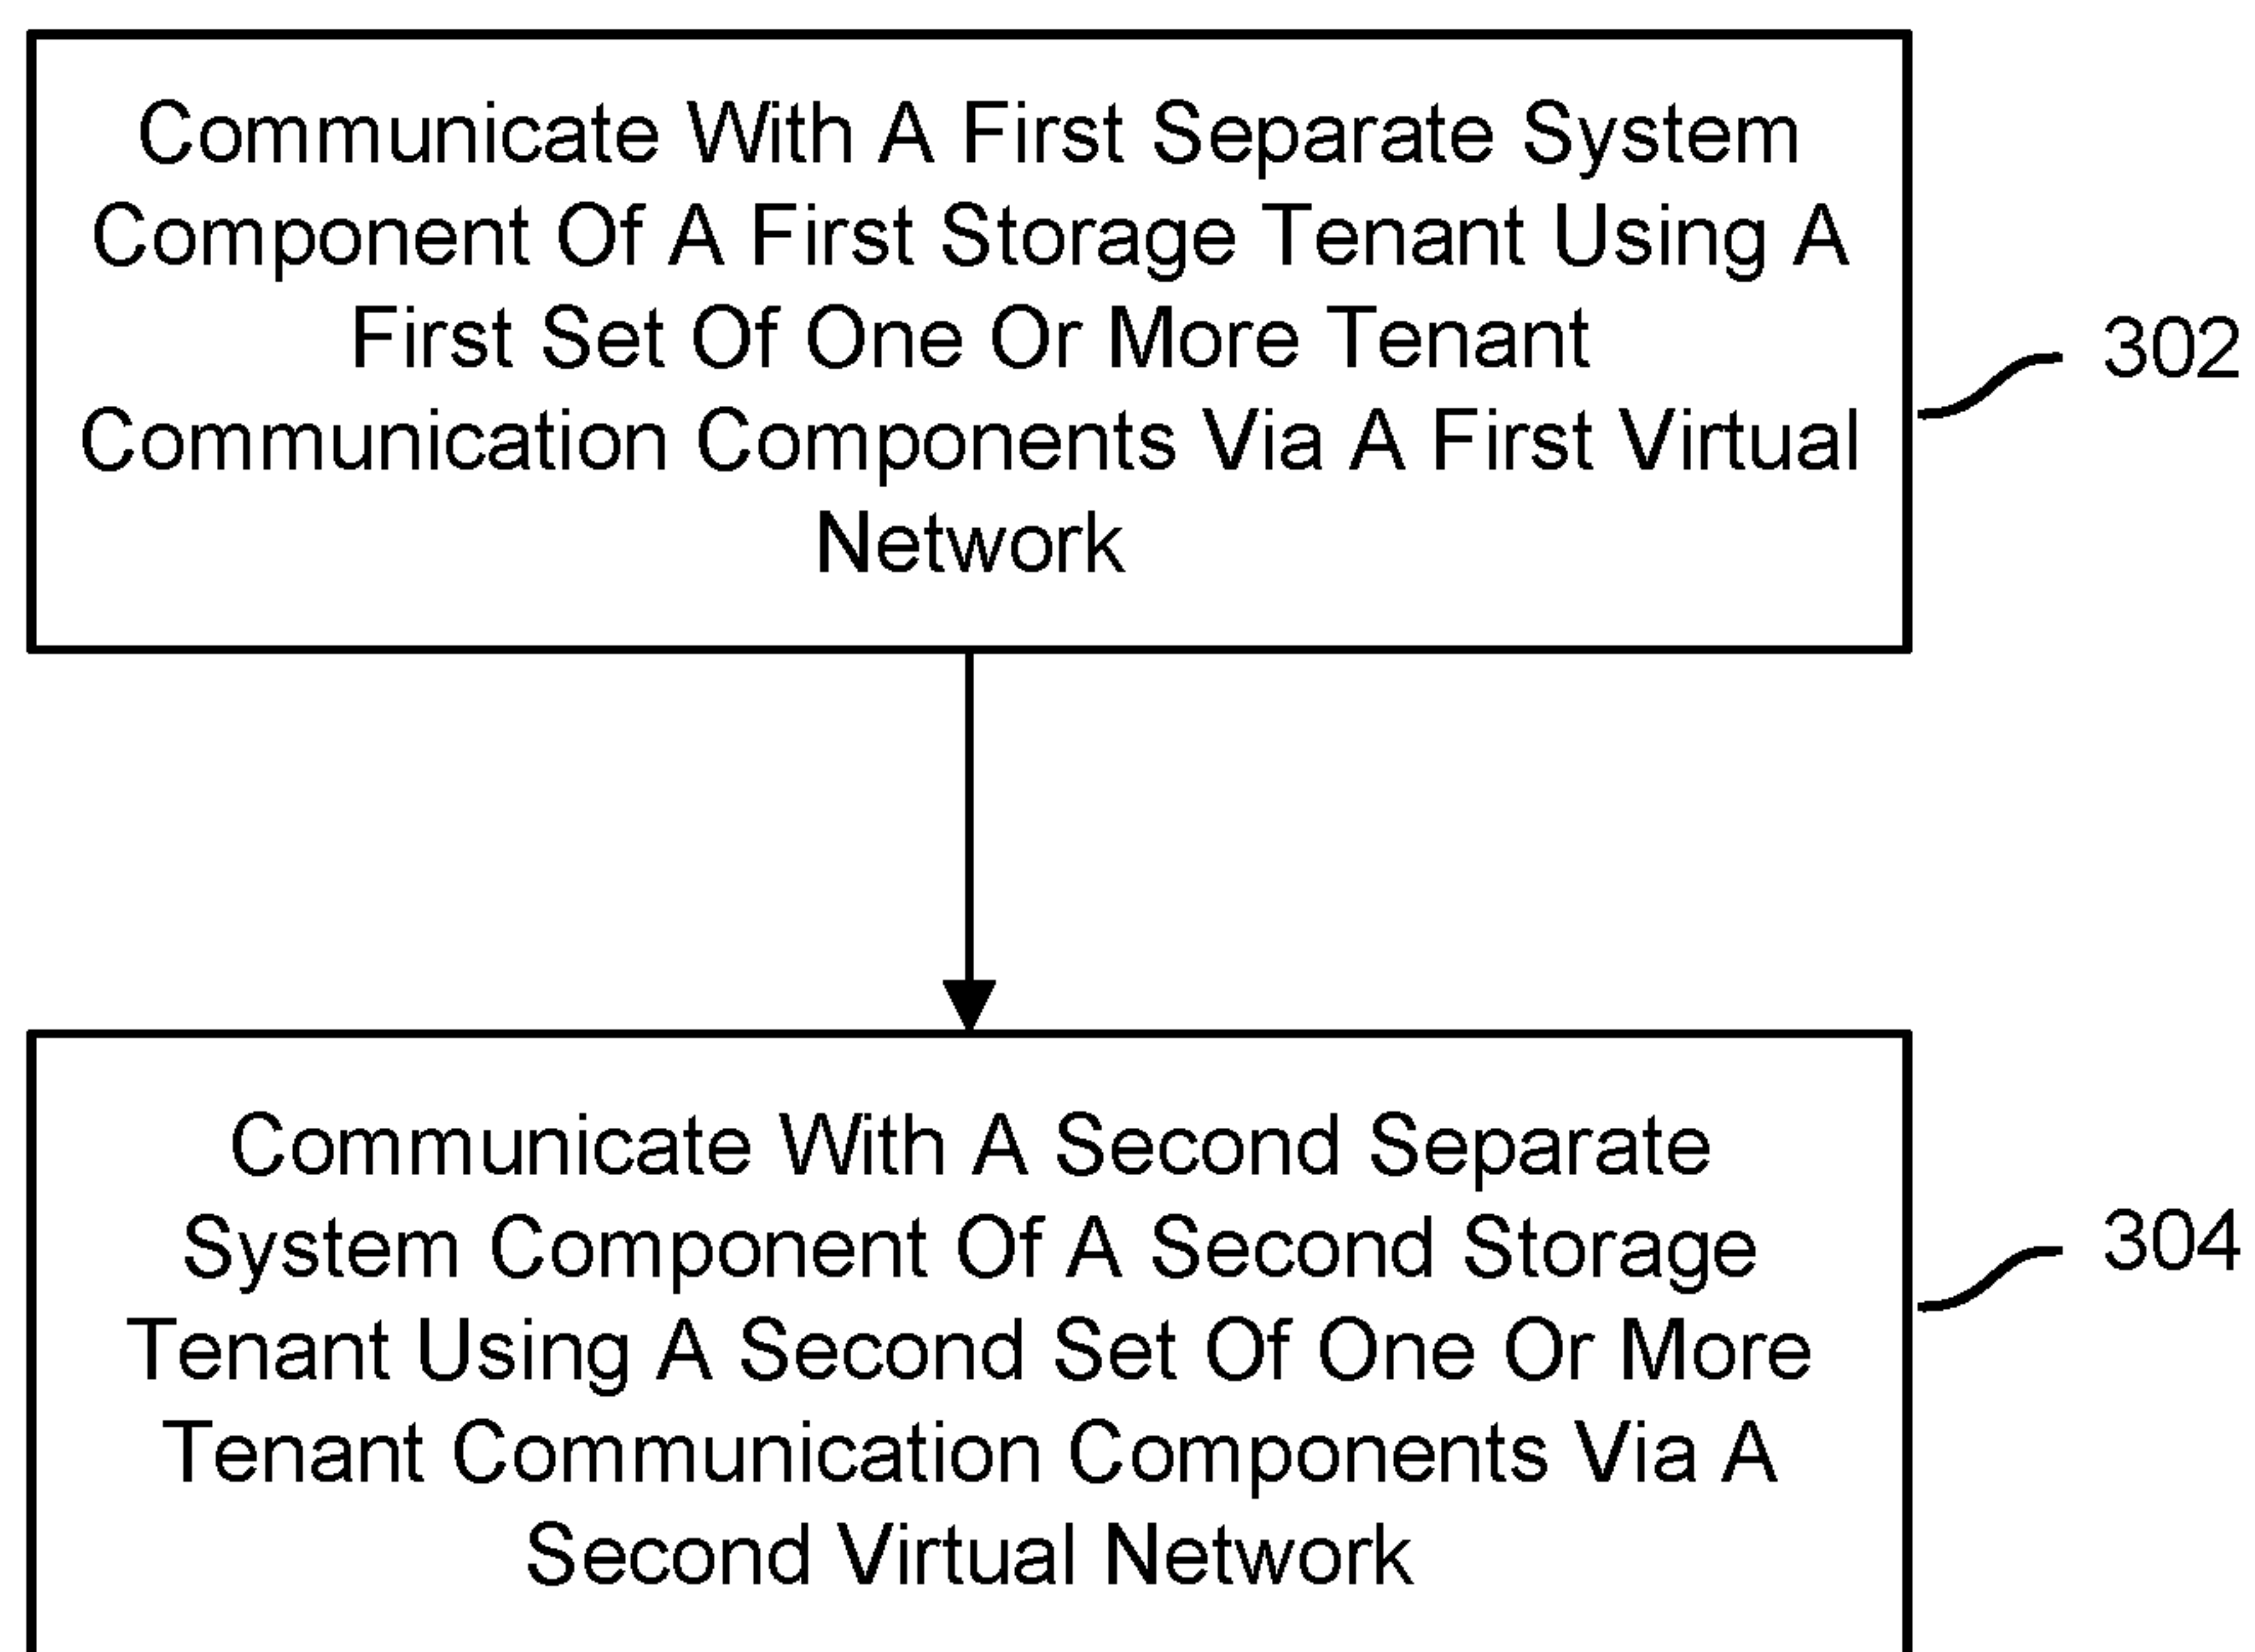 Communicate With A First Separate System
Component Of A First Storage Tenant Using A
First Set Of One Or More Tenant
Communication Components Via A First Virtual
Network
302
Communicate With A Second Separate
System Component Of A Second Storage
Tenant Using A Second Set Of One Or More
Tenant Communication Components Via A
Second Virtual Network
304